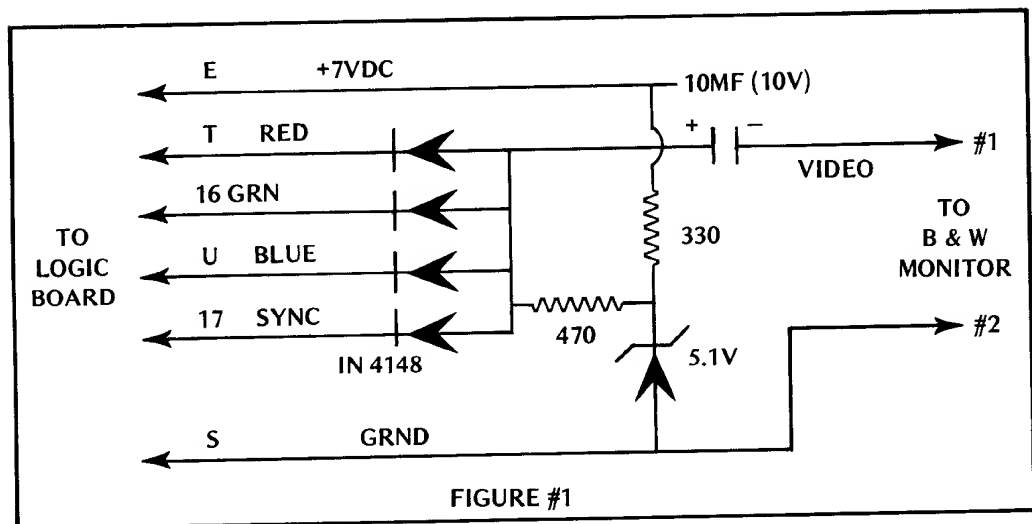 E +7VDC
10MF (10V)
T RED
+ −
#1
VIDEO
16 GRN
330
TO
LOGIC
BOARD
TO
B & W
MONITOR
U BLUE
17 SYNC
470
#2
IN 4148
5.1V
S GRND
FIGURE #1